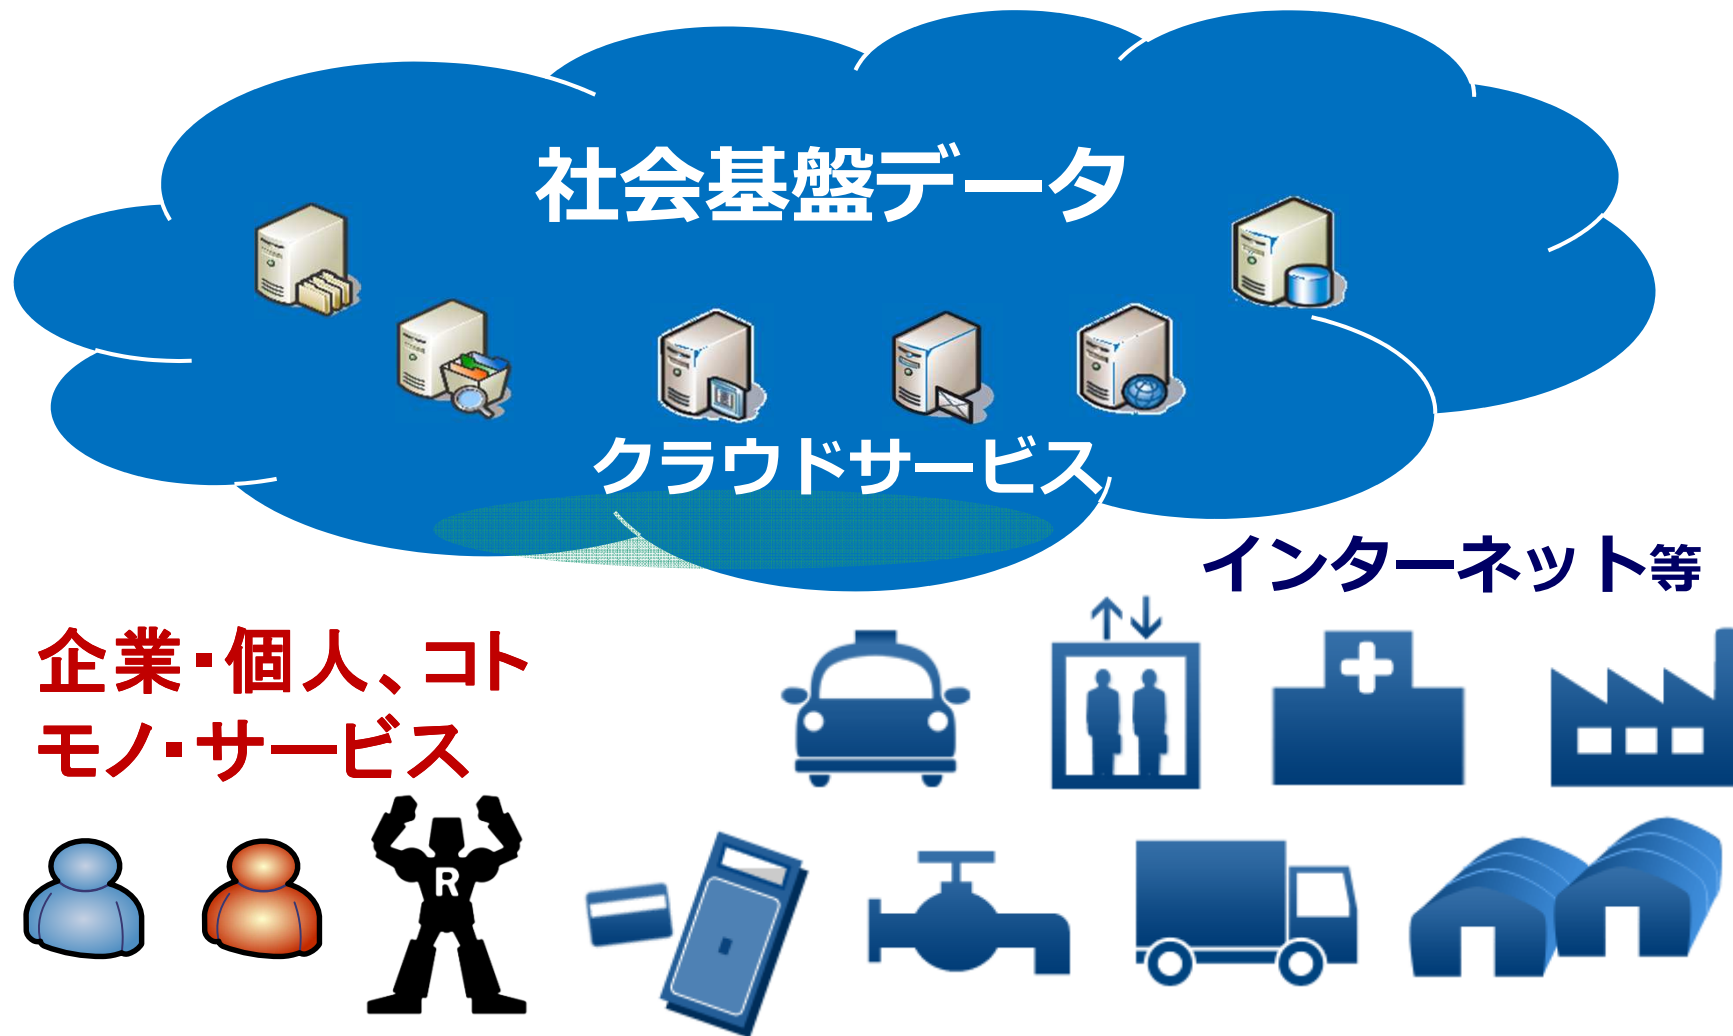 社会基盤データ
クラウドサービス
インターネット等
企業・個人、コト
モノ・サービス
R